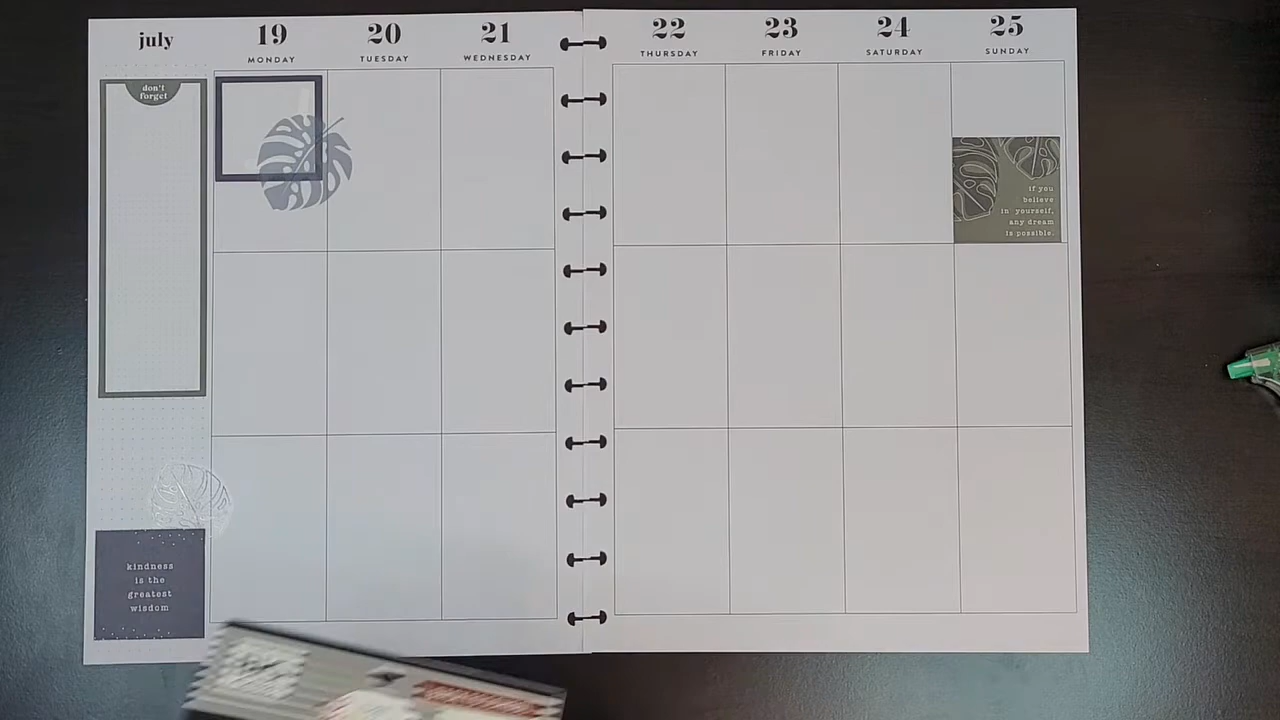 july
19
MONDAY
20
TUESDAY
21
WEDNESDAY
22
THURSDAY
23
FRIDAY
24
SATURDAY
25
SUNDAY
don't
forget
if you
believe
in yourself,
any dream
is possible.
kindness
is the
greatest
wisdom